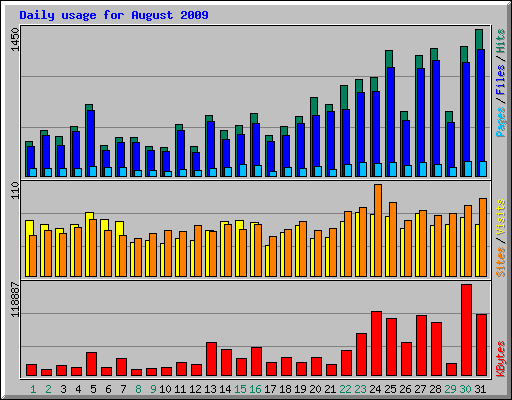 Daily usage for August 2009
1450
Pages / Files / Hits
110
Sites / Visits
118887
KBytes
1 2 3 4 5 6 7 8 9 10 11 12 13 14 15 16 17 18 19 20 21 22 23 24 25 26 27 28 29 30 31